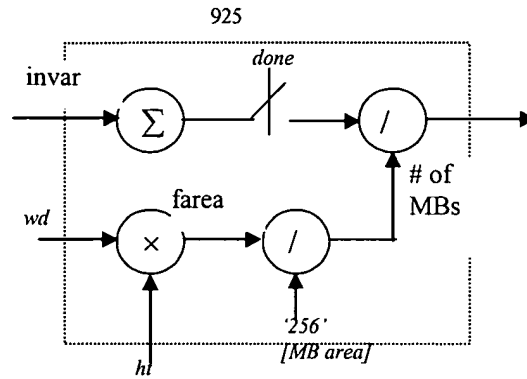 925
done
invar
Σ
/
# of
MBs
farea
wd
×
/
'256'
[MB area]
ht